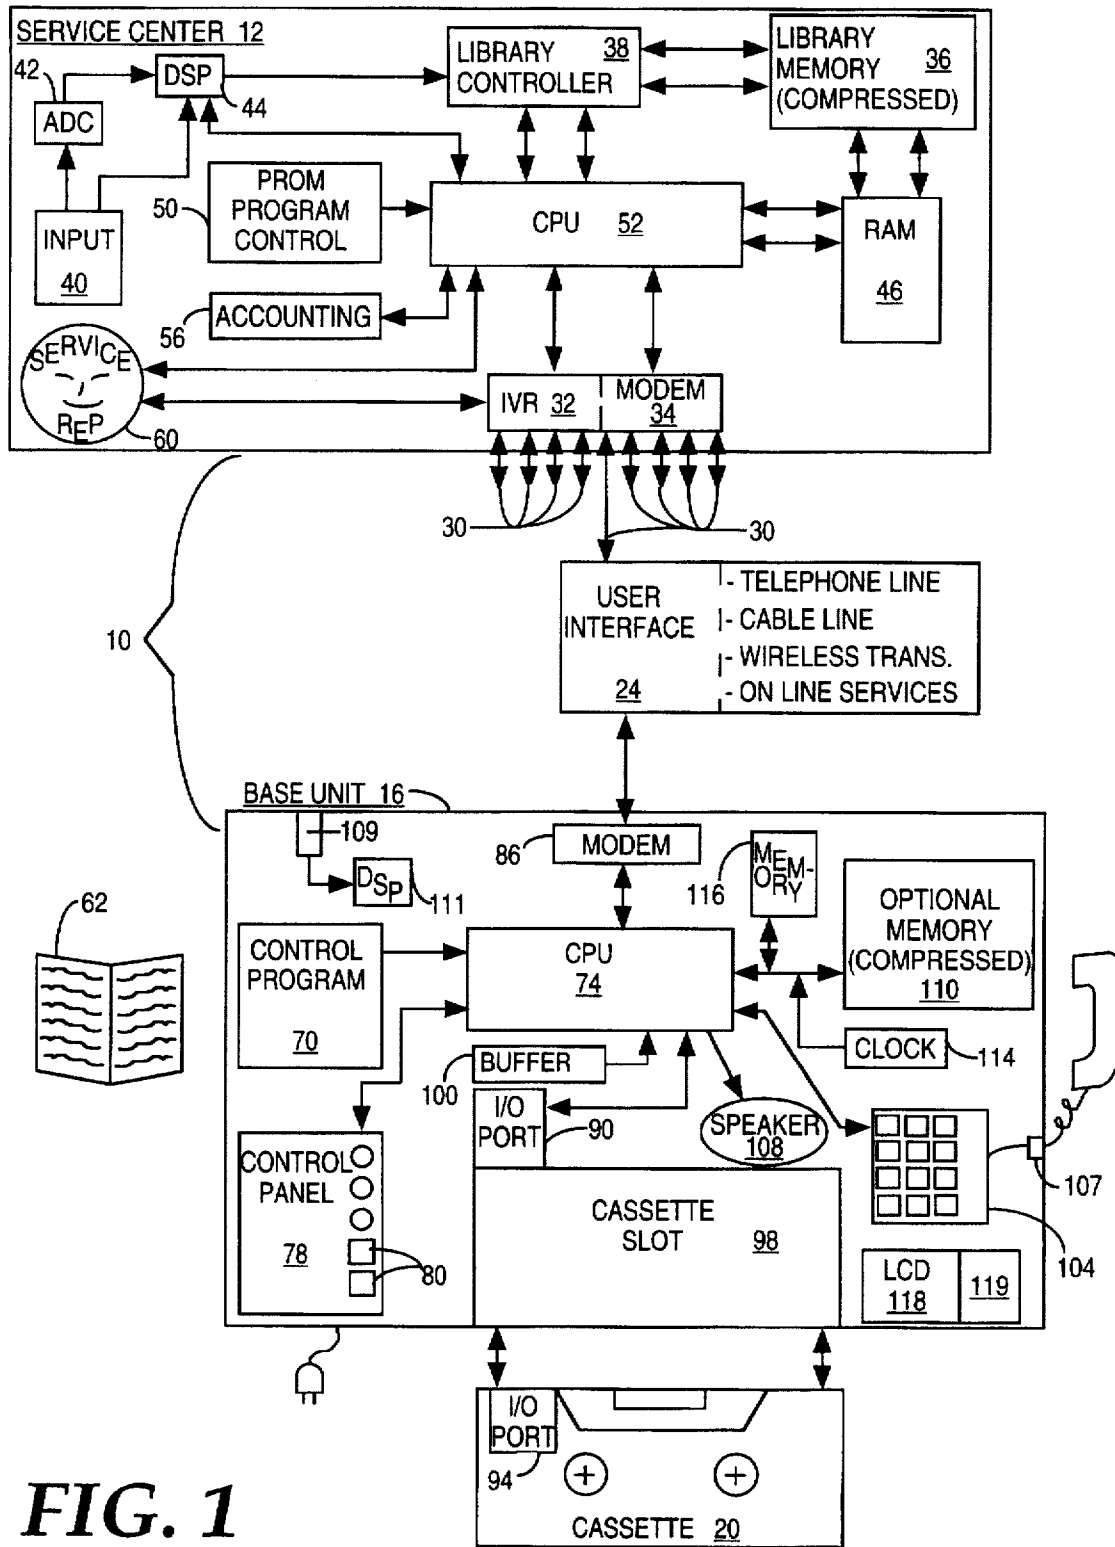 SERVICE CENTER 12
42
ADC
DSP
44
LIBRARY 38
CONTROLLER
LIBRARY
MEMORY 36
(COMPRESSED)
INPUT
40
50
PROM
PROGRAM
CONTROL
CPU 52
RAM
46
56
ACCOUNTING
SERVICE
REP
60
IVR 32
MODEM
34
30
30
10
USER
INTERFACE
24
- TELEPHONE LINE
- CABLE LINE
- WIRELESS TRANS.
- ON LINE SERVICES
BASE UNIT 16
109
DSP
111
86
MODEM
116
MEM-
ORY
OPTIONAL
MEMORY
(COMPRESSED)
110
62
CONTROL
PROGRAM
70
CPU
74
CLOCK
114
100
BUFFER
I/O
PORT
90
SPEAKER
108
107
104
CONTROL
PANEL
78
80
CASSETTE
SLOT 98
LCD
118
119
I/O
PORT
94
CASSETTE 20
FIG. 1